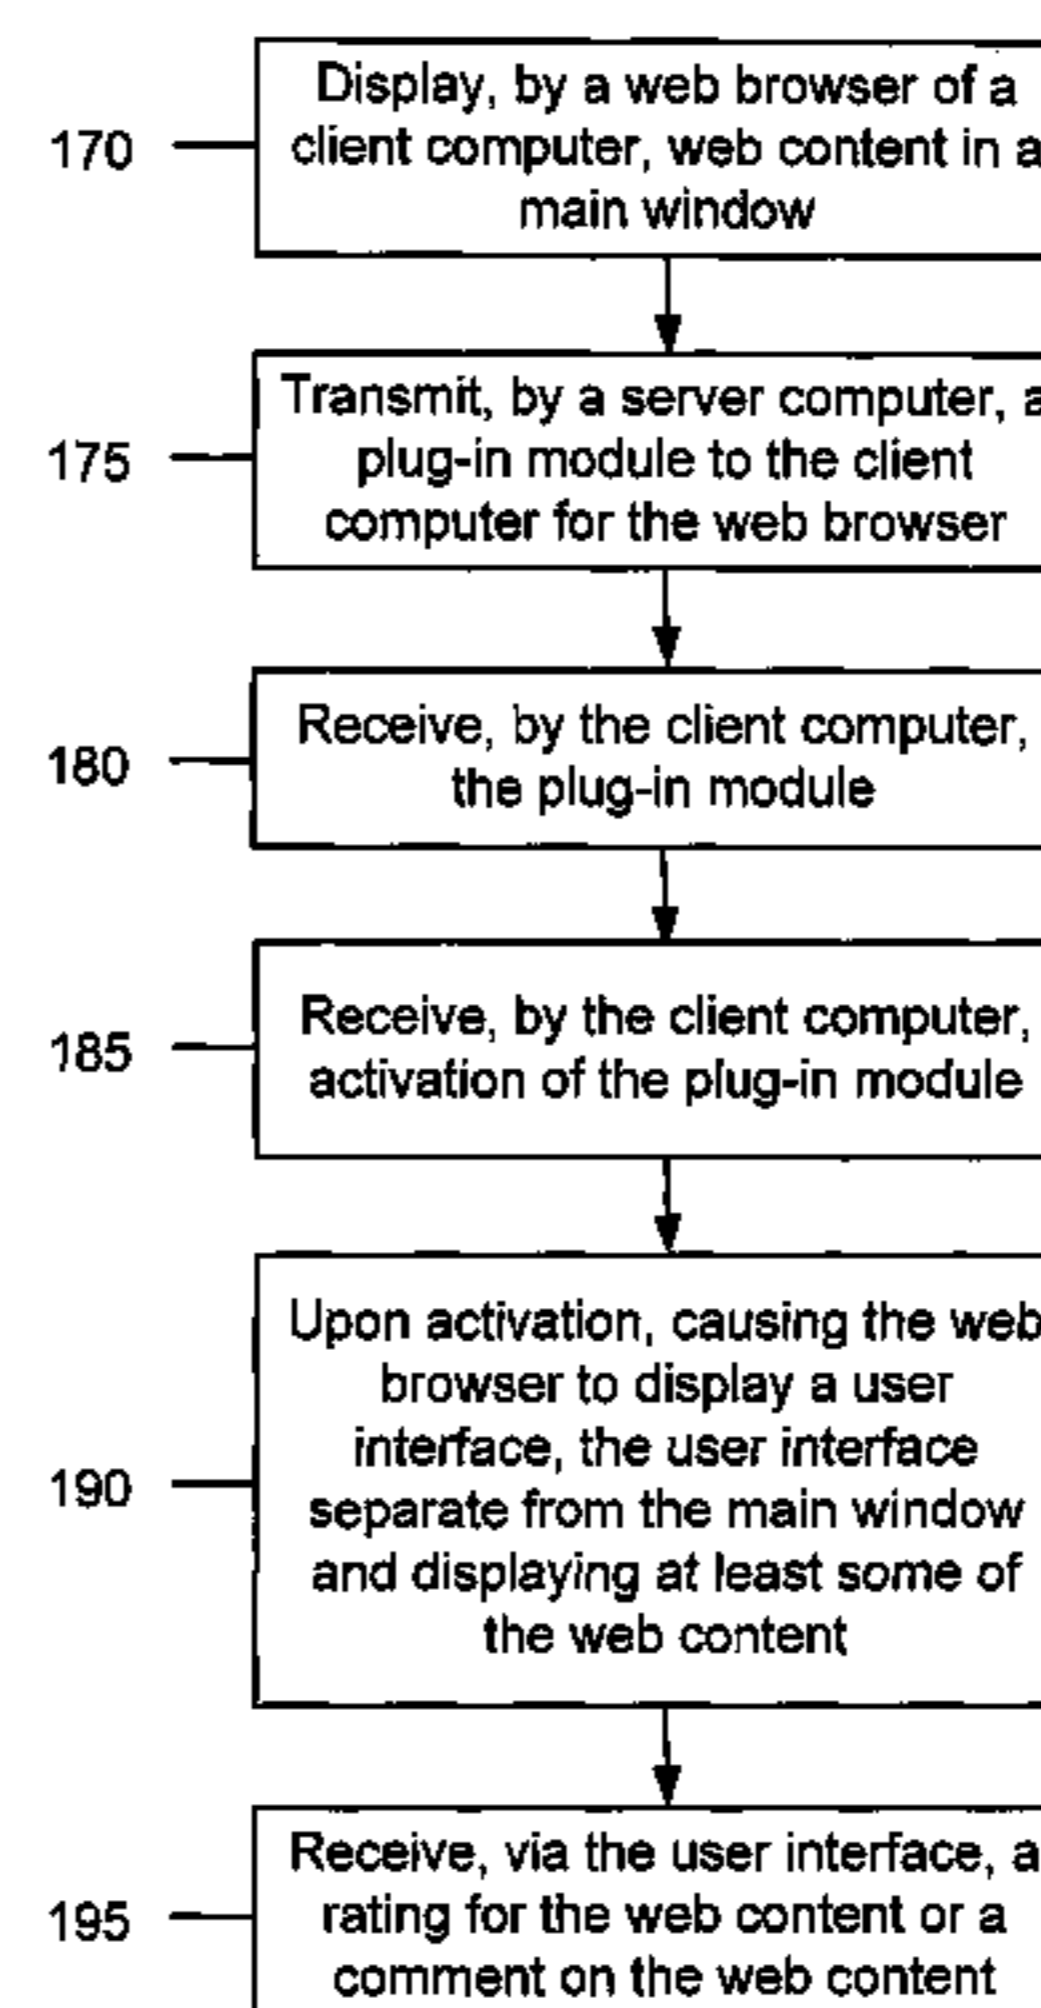 Display, by a web browser of a
170
client computer, web content in a
main window
Transmit, by a server computer, a
175
plug-in module to the client
computer for the web browser
Receive, by the client computer,
180
the plug-in module
Receive, by the client computer,
185
activation of the plug-in module
Upon activation, causing the web
browser to display a user
interface, the user interface
190
separate from the main window
and displaying at least some of
the web content
Receive, via the user interface, a
195
rating for the web content or a
comment on the web content